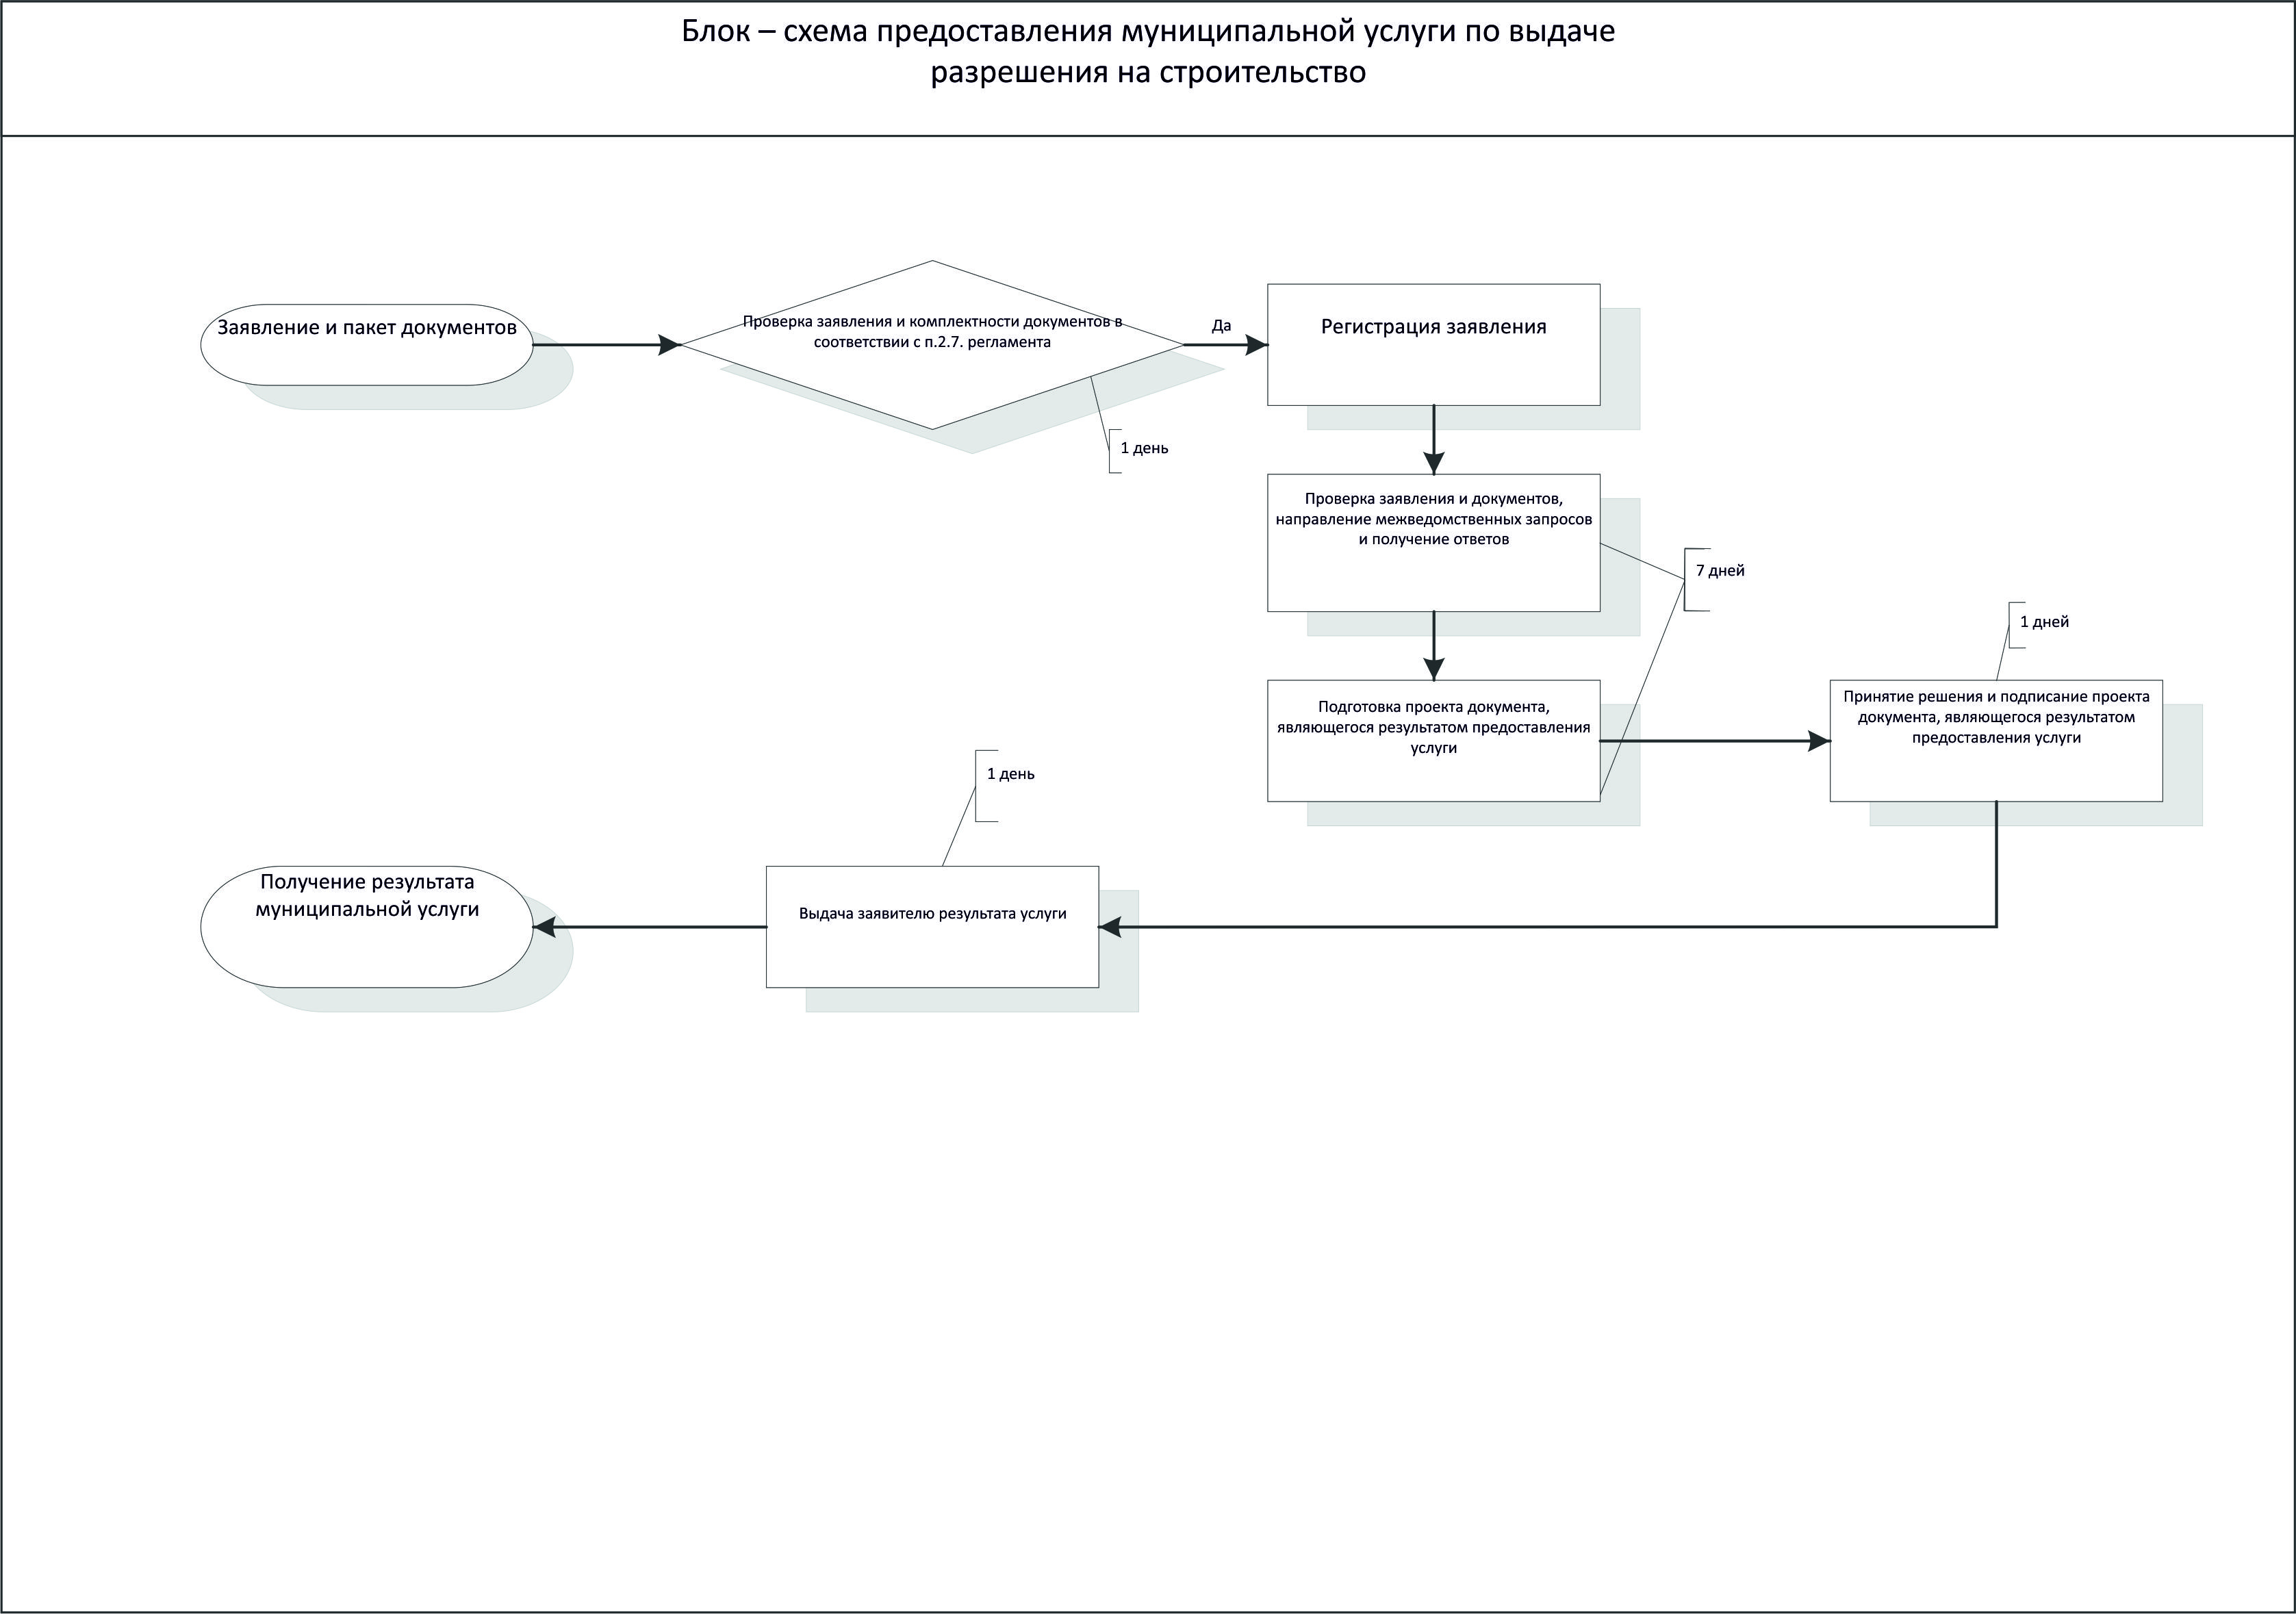 Блок – схема предоставления муниципальной услуги по выдаче
разрешения на строительство
Заявление и пакет документов
Проверка заявления и комплектности документов в
соответствии с п.2.7. регламента
Да
Регистрация заявления
1 день
Проверка заявления и документов,
направление межведомственных запросов
и получение ответов
7 дней
1 дней
Подготовка проекта документа,
являющегося результатом предоставления
услуги
Принятие решения и подписание проекта
документа, являющегося результатом
предоставления услуги
1 день
Выдача заявителю результата услуги
Получение результата
муниципальной услуги